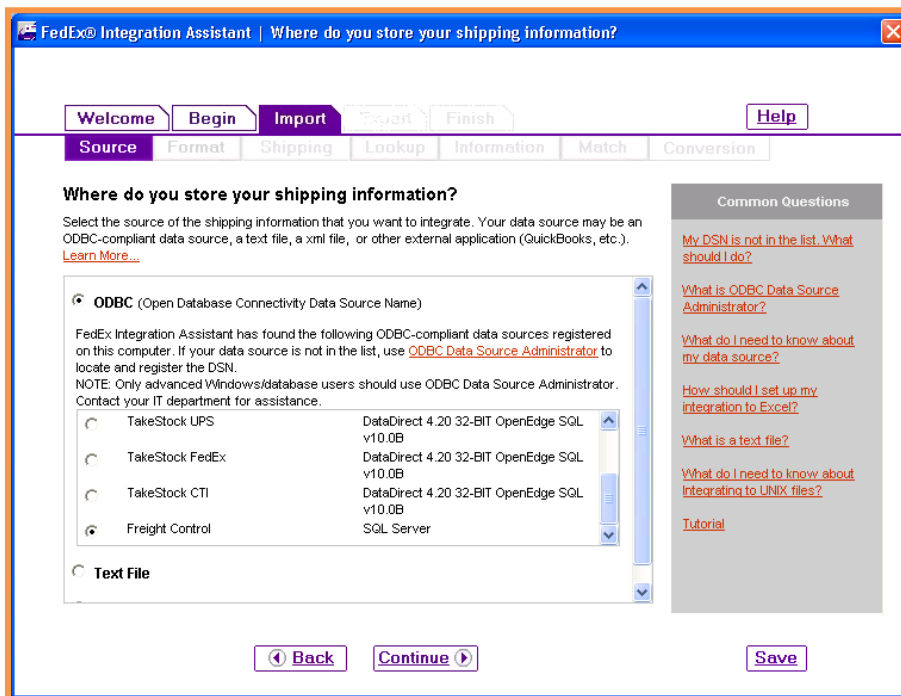 FedEx® Integration Assistant | Where do you store your shipping information?
Welcome Begin Import Export Finish Help
Source Format Shipping Lookup Information Match Conversion
Where do you store your shipping information?
Select the source of the shipping information that you want to integrate. Your data source may be an
ODBC-compliant data source, a text file, a xml file, or other external application (QuickBooks, etc.).
Learn More...
ODBC (Open Database Connectivity Data Source Name)
FedEx Integration Assistant has found the following ODBC-compliant data sources registered
on this computer. If your data source is not in the list, use ODBC Data Source Administrator to
locate and register the DSN.
NOTE: Only advanced Windows/database users should use ODBC Data Source Administrator.
Contact your IT department for assistance.
TakeStock UPS DataDirect 4.20 32-BIT OpenEdge SQL
v10.0B
TakeStock FedEx DataDirect 4.20 32-BIT OpenEdge SQL
v10.0B
TakeStock CTI DataDirect 4.20 32-BIT OpenEdge SQL
v10.0B
Freight Control SQL Server
Text File
Common Questions
My DSN is not in the list. What
should I do?
What is ODBC Data Source
Administrator?
What do I need to know about
my data source?
How should I set up my
integration to Excel?
What is a text file?
What do I need to know about
Integrating to UNIX files?
Tutorial
Back Continue Save